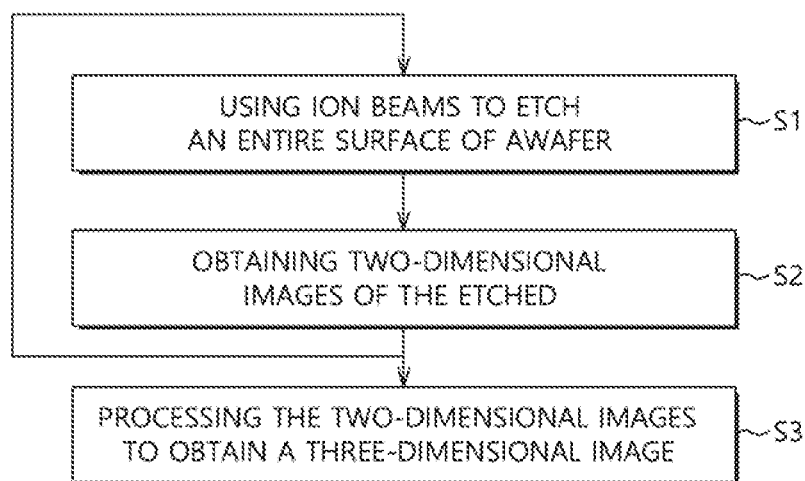 USING ION BEAMS TO ETCH
AN ENTIRE SURFACE OF AWAFER
S1
OBTAINING TWO-DIMENSIONAL
IMAGES OF THE ETCHED
S2
PROCESSING THE TWO-DIMENSIONAL IMAGES
TO OBTAIN A THREE-DIMENSIONAL IMAGE
S3